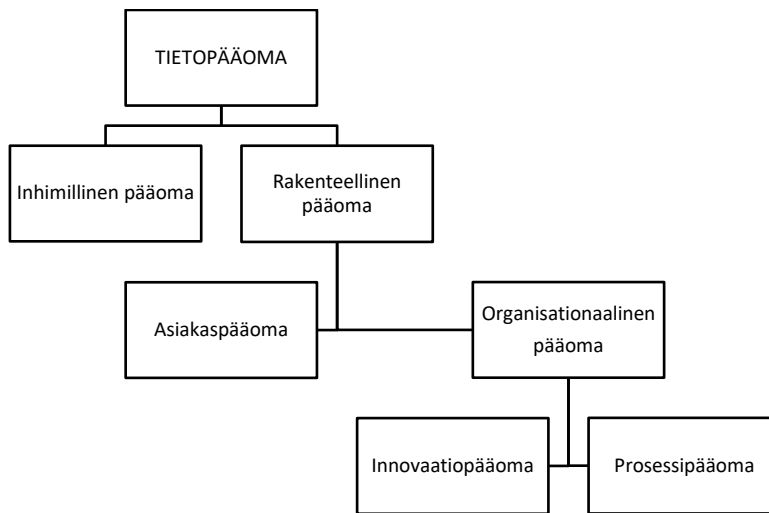 TIETOPÄÄOMA
Inhimillinen pääoma
Rakenteellinen
pääoma
Asiakaspääoma
Organisationaalinen
pääoma
Innovaatiopääoma
Prosessipääoma